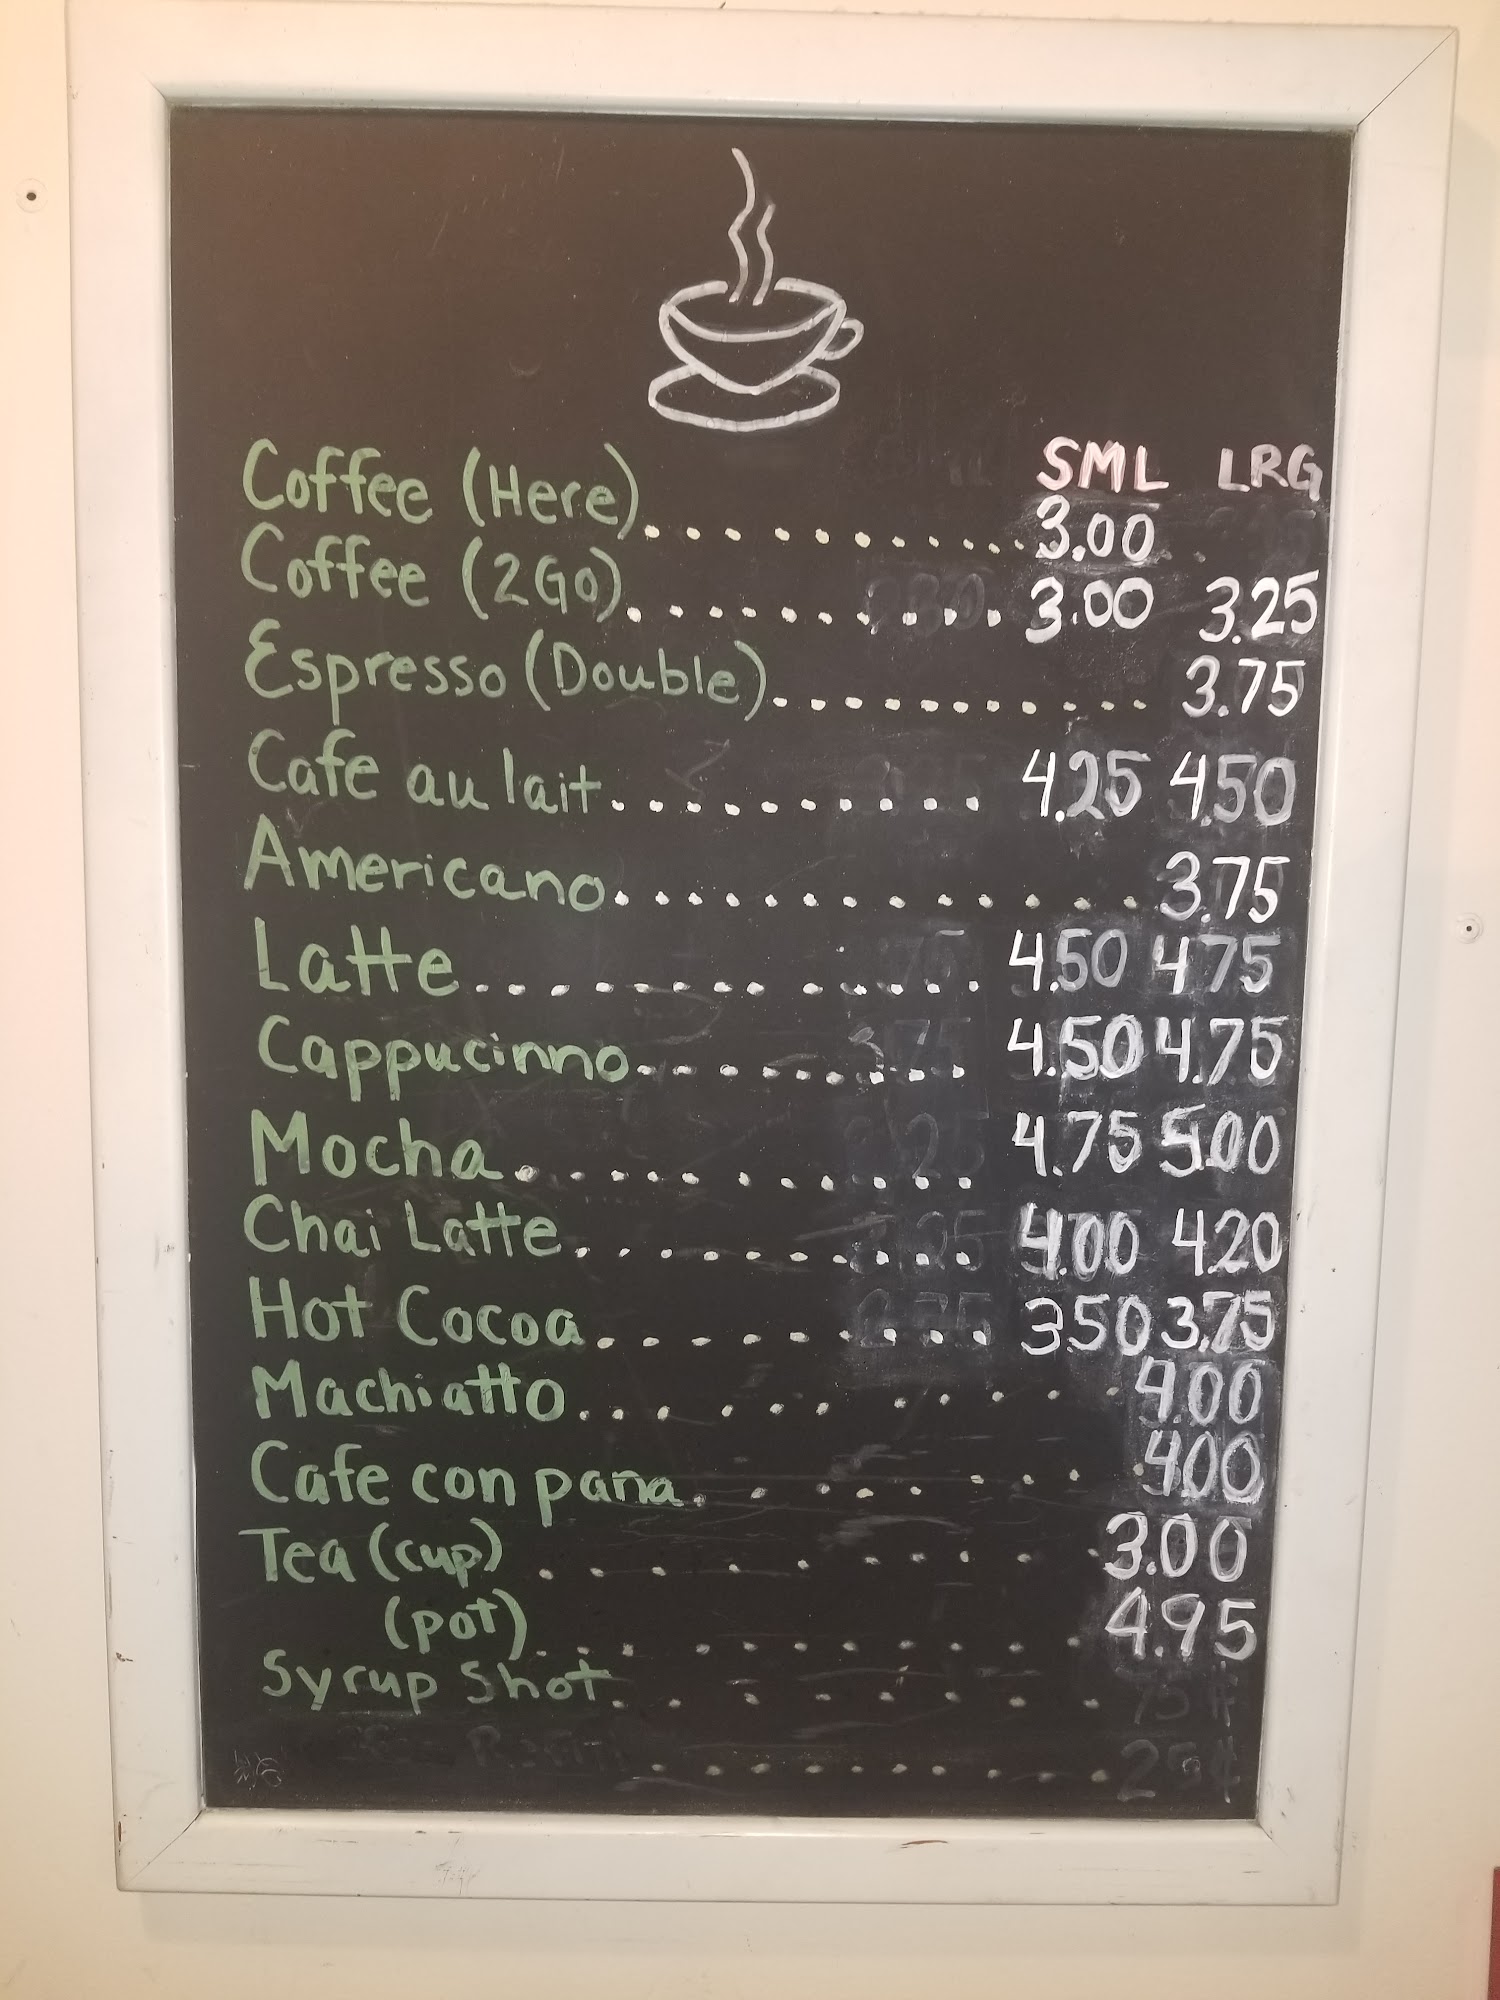 SML LRG
Coffee (Here) 3.00
Coffee (2Go) 3.00 3.25
Espresso (Double) 3.75
Cafe au lait 4.25 4.50
Americano 3.75
Latte 4.50 4.75
Cappucinno 4.50 4.75
Mocha 4.75 5.00
Chai Latte 4.00 4.20
Hot Cocoa 3.50 3.75
Machiatto 4.00
Cafe con paña 4.00
Tea (cup) 3.00
(pot) 4.95
Syrup Shot 75¢
25¢